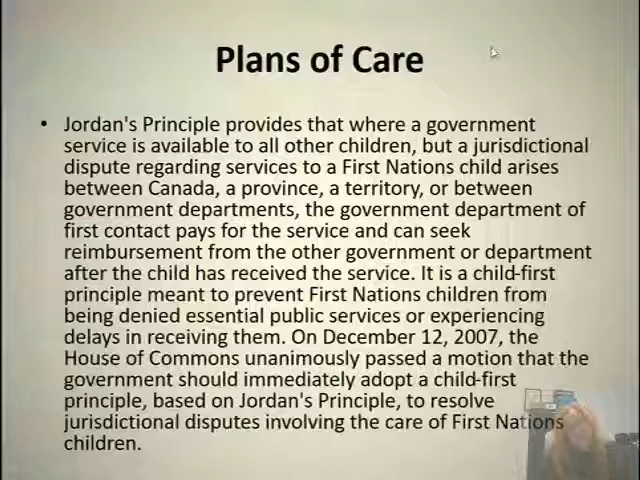 Plans of Care
• Jordan's Principle provides that where a government
service is available to all other children, but a jurisdictional
dispute regarding services to a First Nations child arises
between Canada, a province, a territory, or between
government departments, the government department of
first contact pays for the service and can seek
reimbursement from the other government or department
after the child has received the service. It is a child-first
principle meant to prevent First Nations children from
being denied essential public services or experiencing
delays in receiving them. On December 12, 2007, the
House of Commons unanimously passed a motion that the
government should immediately adopt a child-first
principle, based on Jordan's Principle, to resolve
jurisdictional disputes involving the care of First Nations
children.